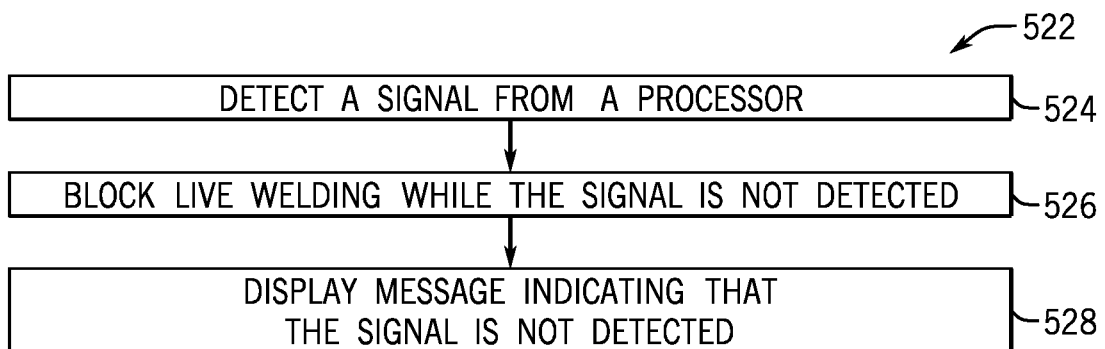 522
DETECT A SIGNAL FROM A PROCESSOR
524
BLOCK LIVE WELDING WHILE THE SIGNAL IS NOT DETECTED
526
DISPLAY MESSAGE INDICATING THAT
THE SIGNAL IS NOT DETECTED
528